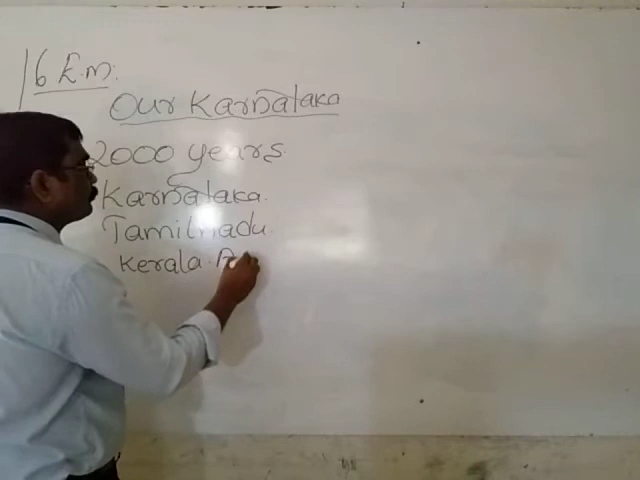 6 E.m.
Our Karnataka
2000 years
Karnataka.
Tamilnadu
Kerala.